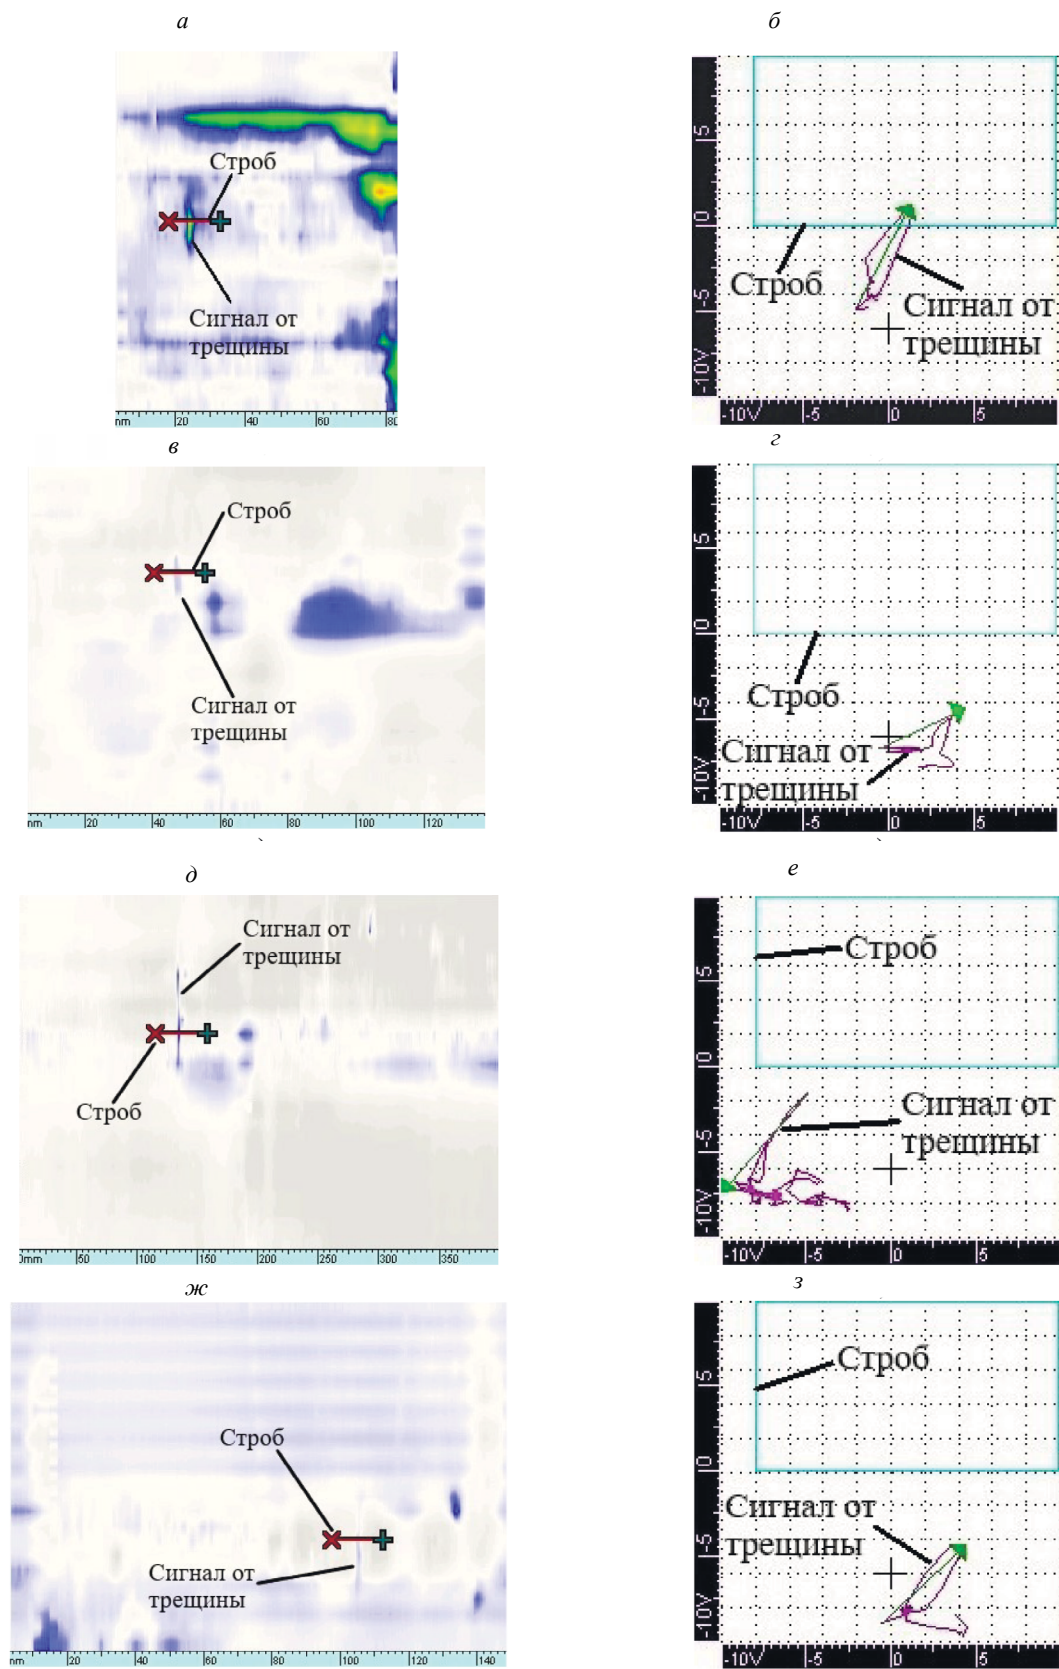 а
Строб
Сигнал от
трещины
nm |20 |40 |60 |80
б
|5
|0
|-5
-10V
Строб
Сигнал от
трещины
-10V |-5 |0 |5
в
Строб
Сигнал от
трещины
nm |20 |40 |60 |80 |100 |120
г
|5
|0
|-5
-10V
Строб
Сигнал от
трещины
-10V |-5 |0 |5
д
Сигнал от
трещины
Строб
0mm |50 |100 |150 |200 |250 |300 |350
е
|5
|0
|-5
-10V
Строб
Сигнал от
трещины
-10V |-5 |0 |5
ж
Строб
Сигнал от
трещины
nm |20 |40 |60 |80 |100 |120 |140
з
|5
|0
|-5
-10V
Строб
Сигнал от
трещины
-10V |-5 |0 |5